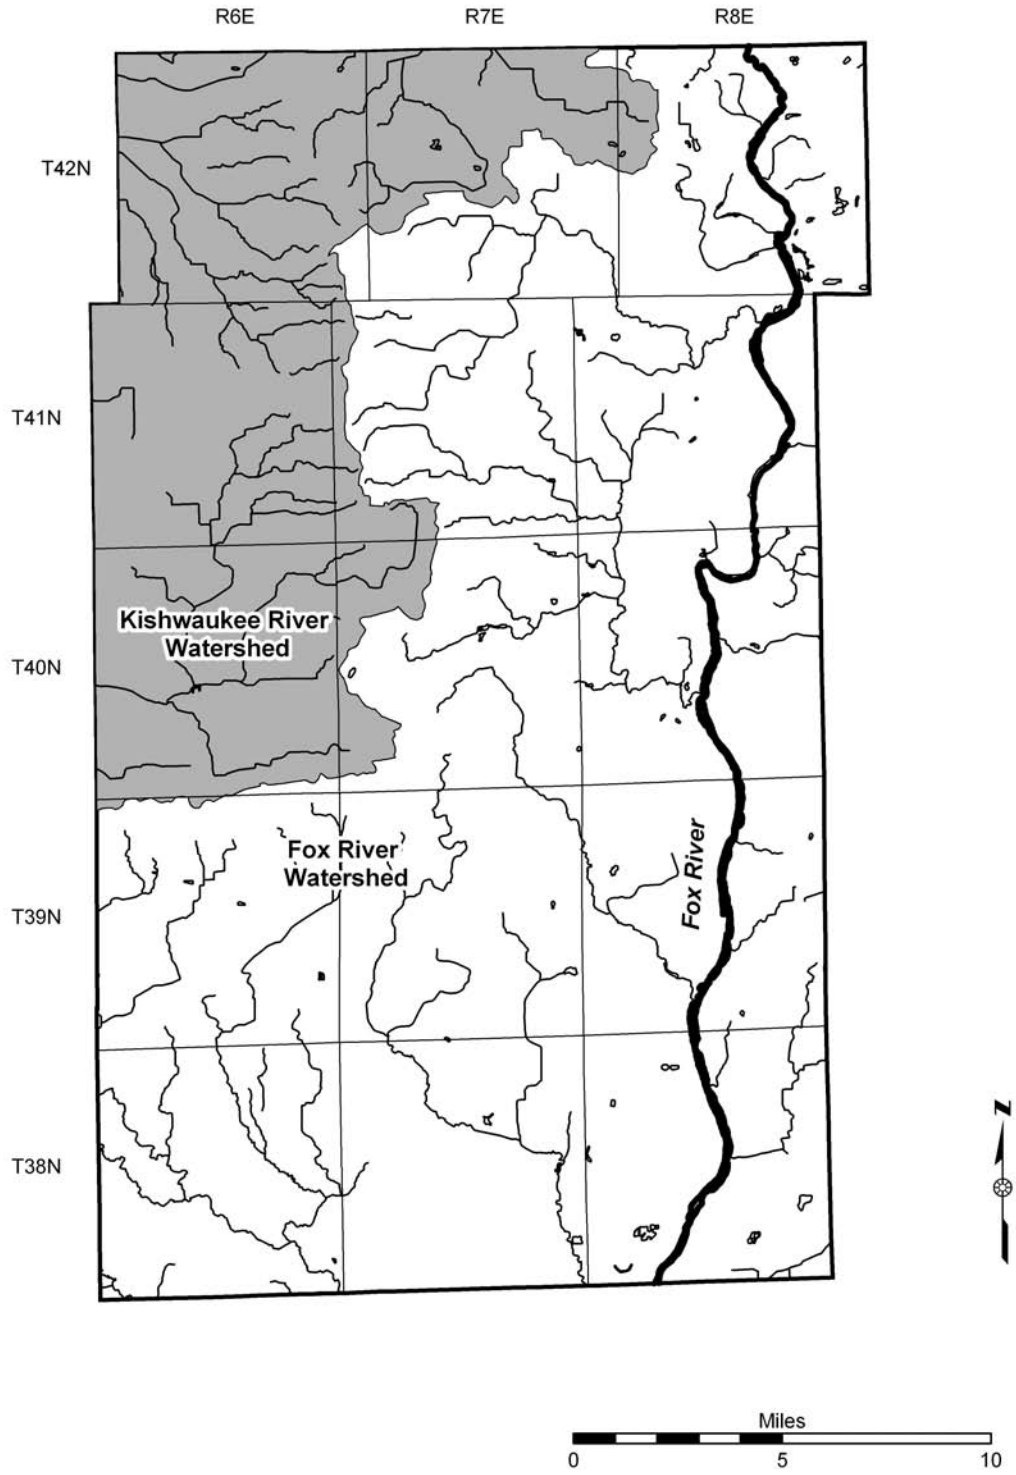 R6E R7E R8E
T42N
T41N
Kishwaukee River
Watershed
T40N
Fox River
Watershed
Fox River
T39N
T38N
N
Miles
0 5 10